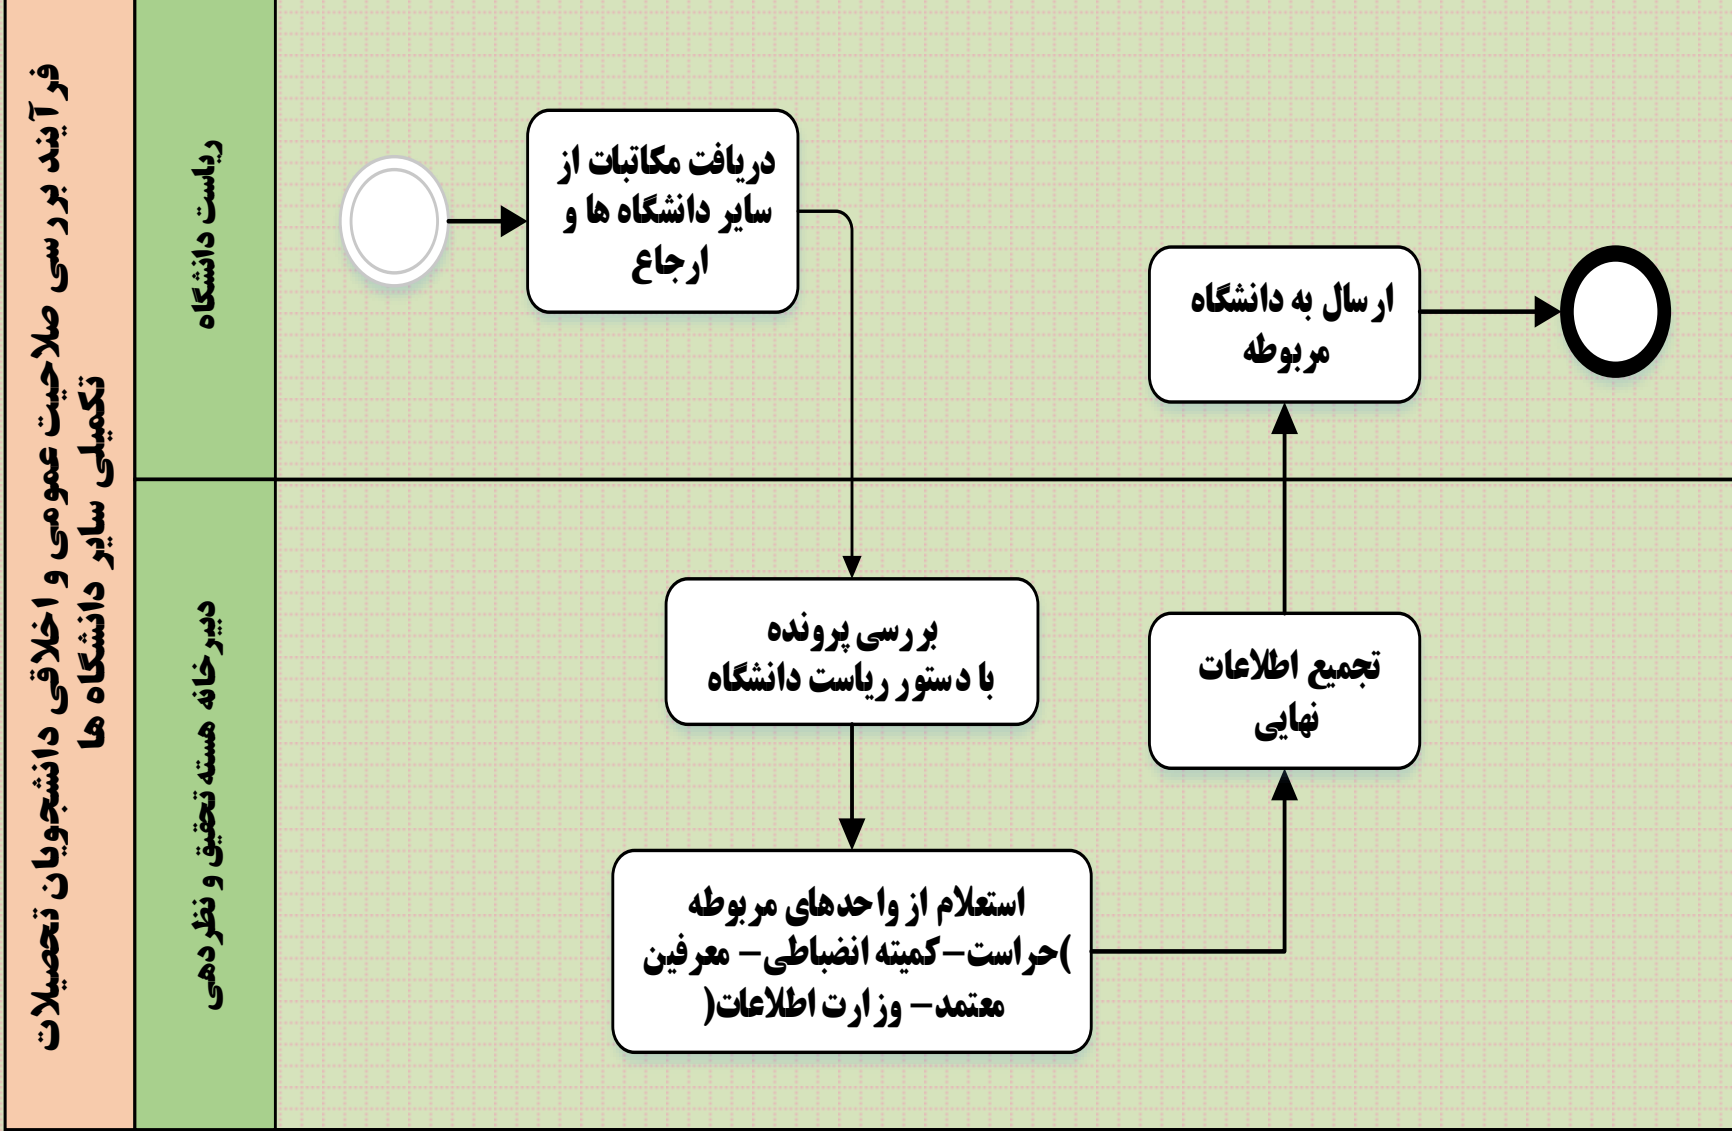 فرآیند بررسی صلاحیت عمومی و اخلاقی دانشجویان تحصیلات
تکمیلی سایر دانشگاه ها
ریاست دانشگاه
دریافت مکاتبات از
سایر دانشگاه ها و
ارجاع
ارسال به دانشگاه
مربوطه
دبیرخانه هسته تحقیق و نظردهی
بررسی پرونده
با دستور ریاست دانشگاه
تجمیع اطلاعات
نهایی
استعلام از واحدهای مربوطه
)حراست– کمیته انضباطی– معرفین
معتمد– وزارت اطلاعات(